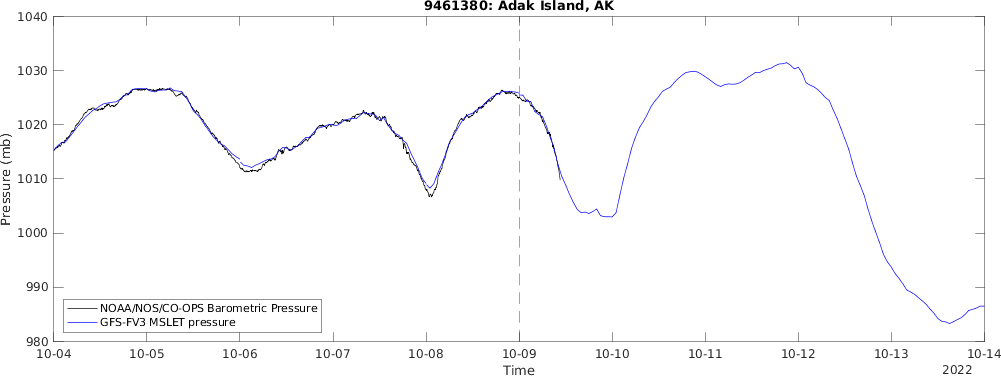 9461380: Adak Island, AK
Pressure (mb)
1040
1030
1020
1010
1000
990
980
NOAA/NOS/CO-OPS Barometric Pressure
GFS-FV3 MSLET pressure
10-04 10-05 10-06 10-07 10-08 10-09 10-10 10-11 10-12 10-13 10-14
Time
2022